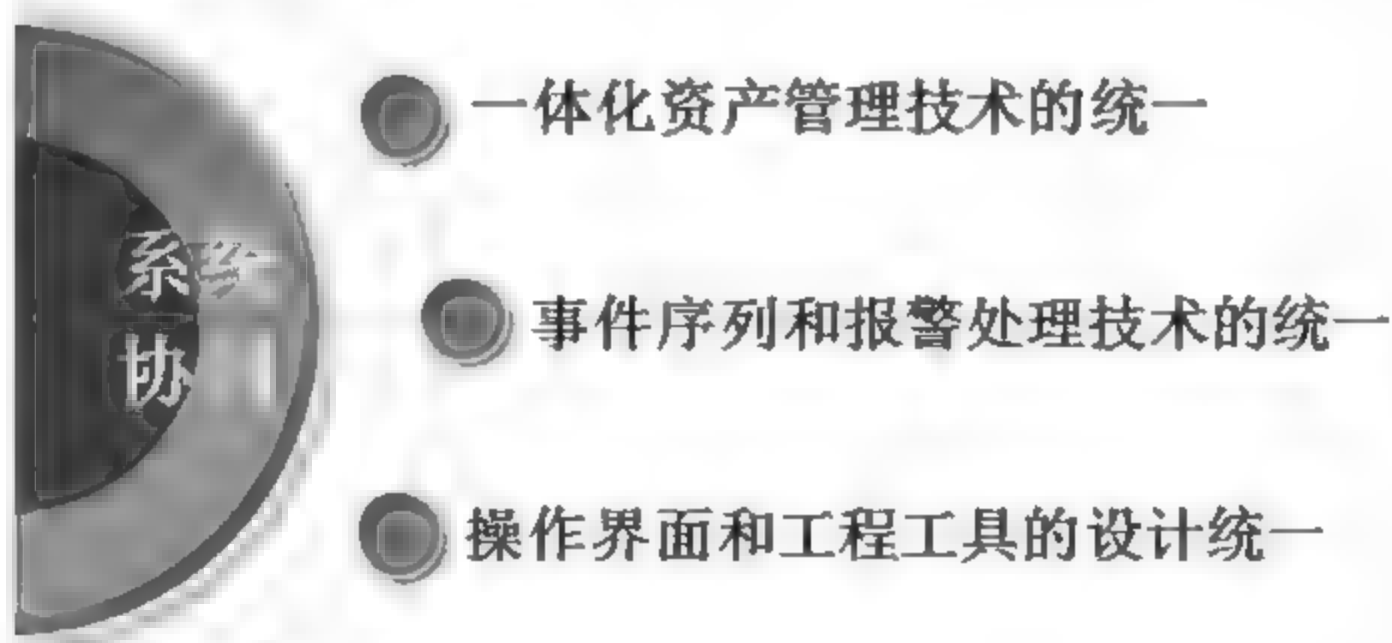 系
协
一体化资产管理技术的统一
事件序列和报警处理技术的统一
操作界面和工程工具的设计统一